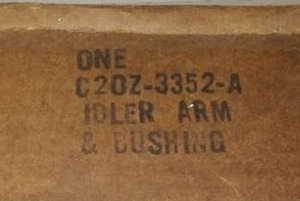 ONE
C2OZ-3352-A
IDLER ARM
& BUSHING